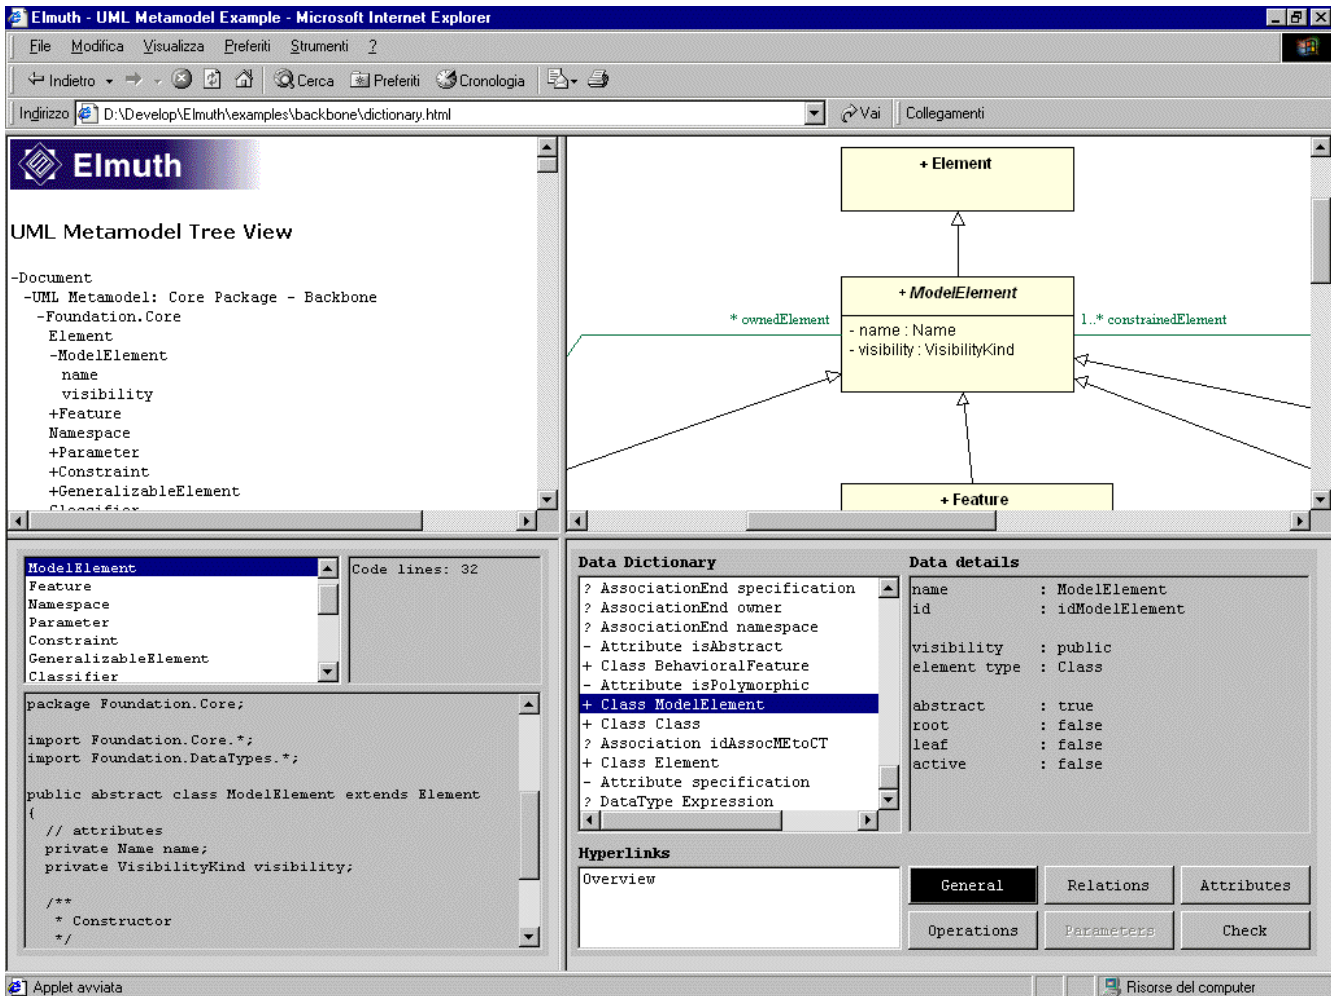 Elmuth - UML Metamodel Example - Microsoft Internet Explorer
File Modifica Visualizza Preferiti Strumenti ?
Indietro Cerca Preferiti Cronologia
Indirizzo D:\Develop\Elmuth\examples\backbone\dictionary.html Vai Collegamenti
Elmuth
UML Metamodel Tree View
-Document
-UML Metamodel: Core Package - Backbone
-Foundation.Core
Element
-ModelElement
name
visibility
+Feature
Namespace
+Parameter
+Constraint
+GeneralizableElement
Classifier
+ Element
+ ModelElement
- name : Name
- visibility : VisibilityKind
* ownedElement
1..* constrainedElement
+ Feature
ModelElement
Feature
Namespace
Parameter
Constraint
GeneralizableElement
Classifier
Code lines: 32
package Foundation.Core;
import Foundation.Core.*;
import Foundation.DataTypes.*;
public abstract class ModelElement extends Element
{
// attributes
private Name name;
private VisibilityKind visibility;
/**
* Constructor
*/
Data Dictionary
? AssociationEnd specification
? AssociationEnd owner
? AssociationEnd namespace
- Attribute isAbstract
+ Class BehavioralFeature
- Attribute isPolymorphic
+ Class ModelElement
+ Class Class
? Association idAssocMEtoCT
+ Class Element
- Attribute specification
? DataType Expression
Data details
name : ModelElement
id : idModelElement
visibility : public
element type : Class
abstract : true
root : false
leaf : false
active : false
Hyperlinks
Overview
General Relations Attributes
Operations Parameters Check
Applet avviata Risorse del computer